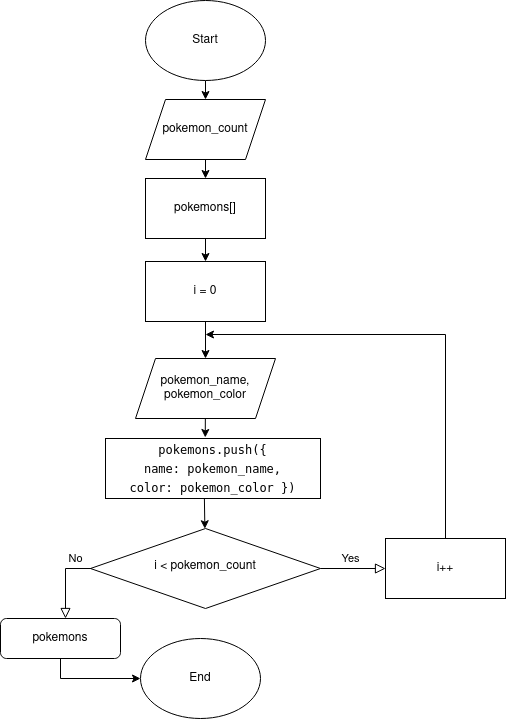 Start
pokemon_count
pokemons[]
i = 0
pokemon_name,
pokemon_color
pokemons.push({
name: pokemon_name,
color: pokemon_color })
i < pokemon_count
No
Yes
i++
pokemons
End